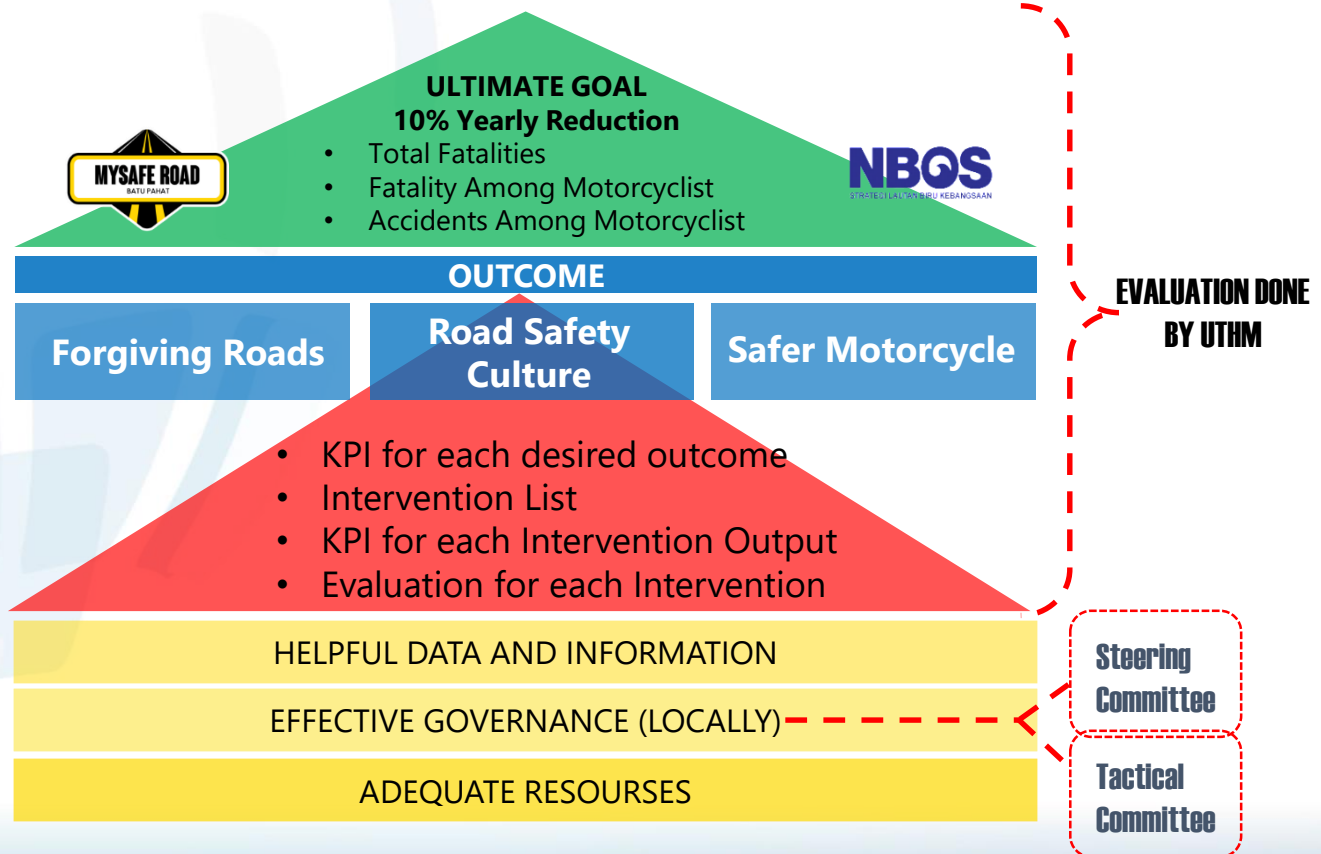 ULTIMATE GOAL
10% Yearly Reduction
• Total Fatalities
• Fatality Among Motorcyclist
• Accidents Among Motorcyclist
MYSAFE ROAD
BATU PAHAT
NBOS
STRATEGI LAUTAN BIRU KEBANGSAAN
OUTCOME
Forgiving Roads
Road Safety
Culture
Safer Motorcycle
EVALUATION DONE
BY UTHM
• KPI for each desired outcome
• Intervention List
• KPI for each Intervention Output
• Evaluation for each Intervention
HELPFUL DATA AND INFORMATION
EFFECTIVE GOVERNANCE (LOCALLY)
ADEQUATE RESOURSES
Steering
Committee
Tactical
Committee